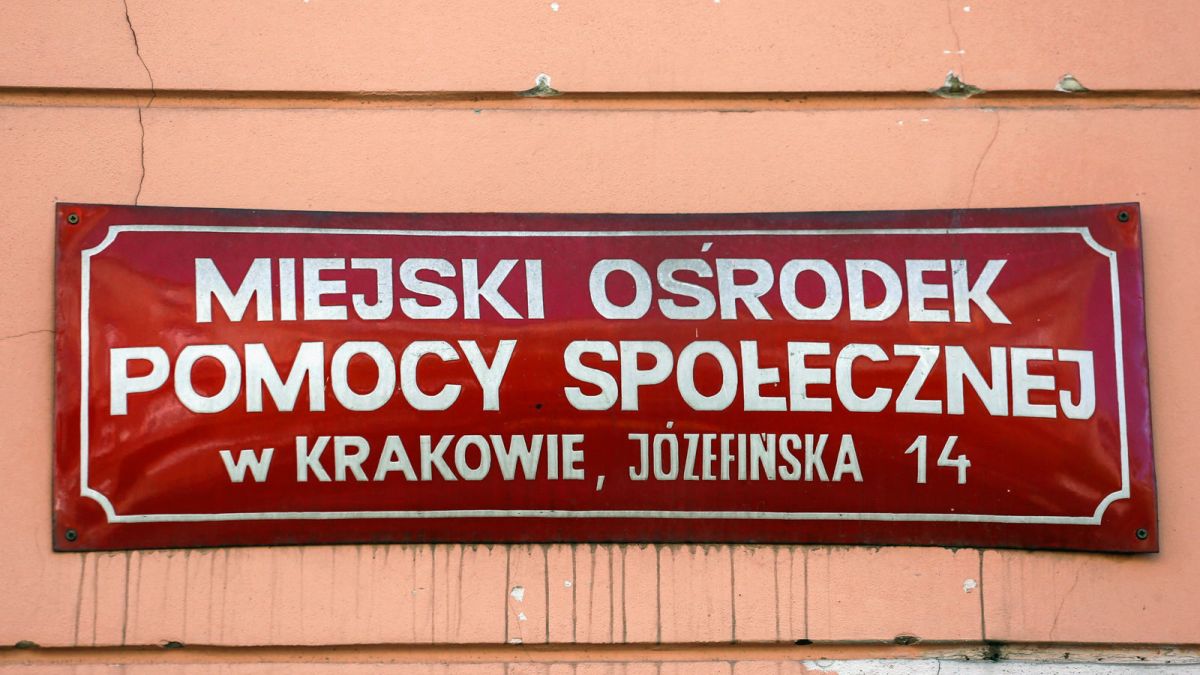 MIEJSKI OŚRODEK
POMOCY SPOŁECZNEJ
w KRAKOWIE, JÓZEFIŃSKA 14